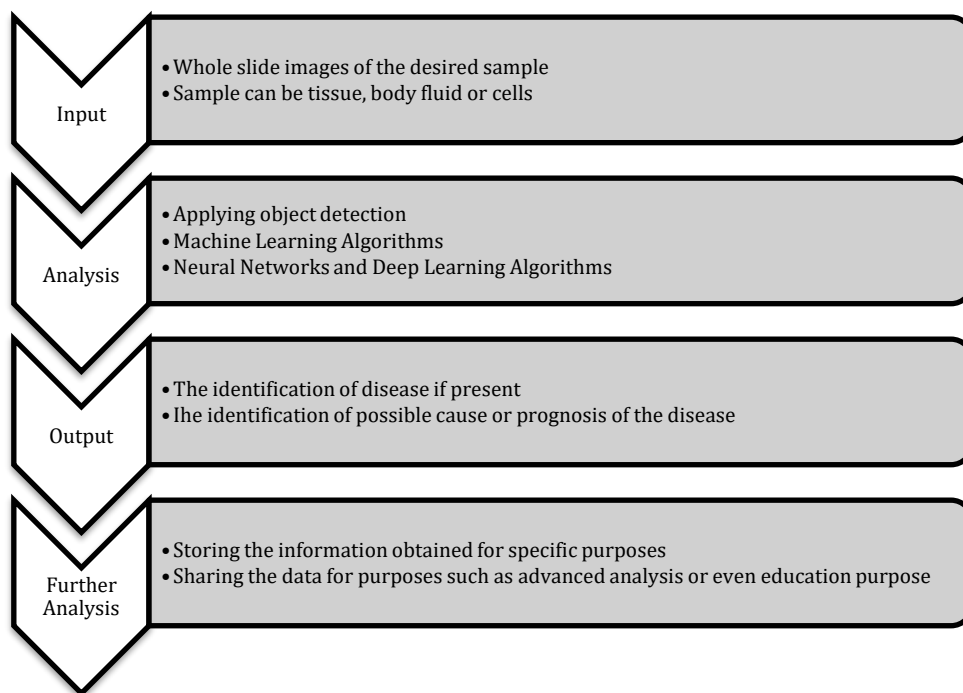 Input
• Whole slide images of the desired sample
• Sample can be tissue, body fluid or cells
Analysis
• Applying object detection
• Machine Learning Algorithms
• Neural Networks and Deep Learning Algorithms
Output
• The identification of disease if present
• Ihe identification of possible cause or prognosis of the disease
Further
Analysis
• Storing the information obtained for specific purposes
• Sharing the data for purposes such as advanced analysis or even education purpose